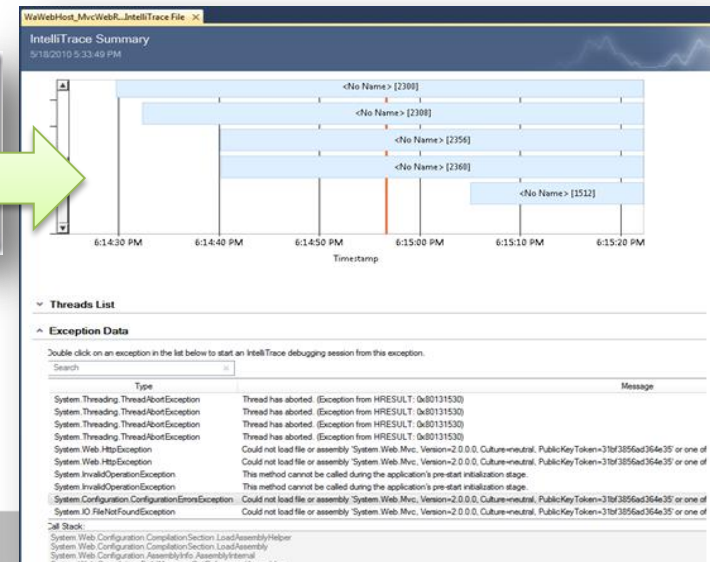 WaWebHost_MvcWebR...IntelliTrace File ×
IntelliTrace Summary
5/18/2010 5:33:49 PM
<No Name> [2300]
<No Name> [2308]
<No Name> [2356]
<No Name> [2360]
<No Name> [1512]
6:14:30 PM 6:14:40 PM 6:14:50 PM 6:15:00 PM 6:15:10 PM 6:15:20 PM
Timestamp
Threads List
Exception Data
Double click on an exception in the list below to start an IntelliTrace debugging session from this exception.
Search
Type Message
System.Threading.ThreadAbortException Thread has aborted. (Exception from HRESULT: 0x80131530)
System.Threading.ThreadAbortException Thread has aborted. (Exception from HRESULT: 0x80131530)
System.Threading.ThreadAbortException Thread has aborted. (Exception from HRESULT: 0x80131530)
System.Threading.ThreadAbortException Thread has aborted. (Exception from HRESULT: 0x80131530)
System.Web.HttpException Could not load file or assembly 'System.Web.Mvc, Version=2.0.0.0, Culture=neutral, PublicKeyToken=31bf3856ad364e35' or one of
System.Web.HttpException Could not load file or assembly 'System.Web.Mvc, Version=2.0.0.0, Culture=neutral, PublicKeyToken=31bf3856ad364e35' or one of
System.InvalidOperationException This method cannot be called during the application's pre-start initialization stage.
System.InvalidOperationException This method cannot be called during the application's pre-start initialization stage.
System.Configuration.ConfigurationErrorsException Could not load file or assembly 'System.Web.Mvc, Version=2.0.0.0, Culture=neutral, PublicKeyToken=31bf3856ad364e35' or one of
System.IO.FileNotFoundException Could not load file or assembly 'System.Web.Mvc, Version=2.0.0.0, Culture=neutral, PublicKeyToken=31bf3856ad364e35' or one of
Call Stack:
System.Web.Configuration.CompilationSection.LoadAssemblyHelper
System.Web.Configuration.CompilationSection.LoadAssembly
System.Web.Configuration.AssemblyInfo.AssemblyInternal